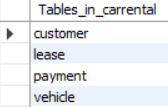 Tables_in_carrental
customer
lease
payment
vehicle